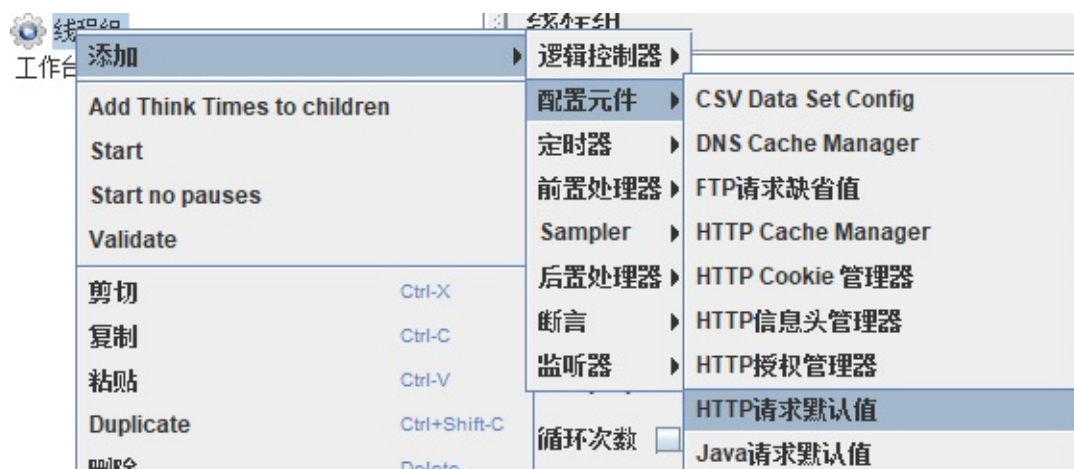 线程组
线程组
工作台
添加
Add Think Times to children
Start
Start no pauses
Validate
剪切 Ctrl-X
复制 Ctrl-C
粘贴 Ctrl-V
Duplicate Ctrl+Shift-C
删除 Delete
逻辑控制器
配置元件
定时器
前置处理器
Sampler
后置处理器
断言
监听器
循环次数
CSV Data Set Config
DNS Cache Manager
FTP请求缺省值
HTTP Cache Manager
HTTP Cookie 管理器
HTTP信息头管理器
HTTP授权管理器
HTTP请求默认值
Java请求默认值